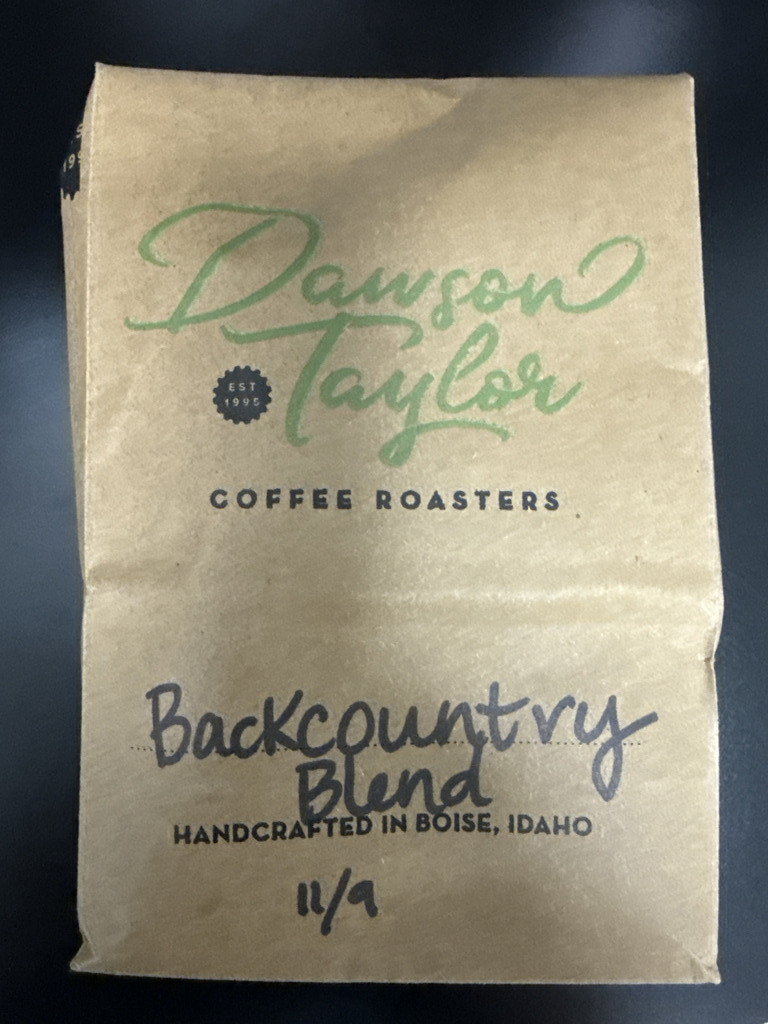 Dawson
Taylor
EST
1995
COFFEE ROASTERS
Backcountry
Blend
HANDCRAFTED IN BOISE, IDAHO
11/9